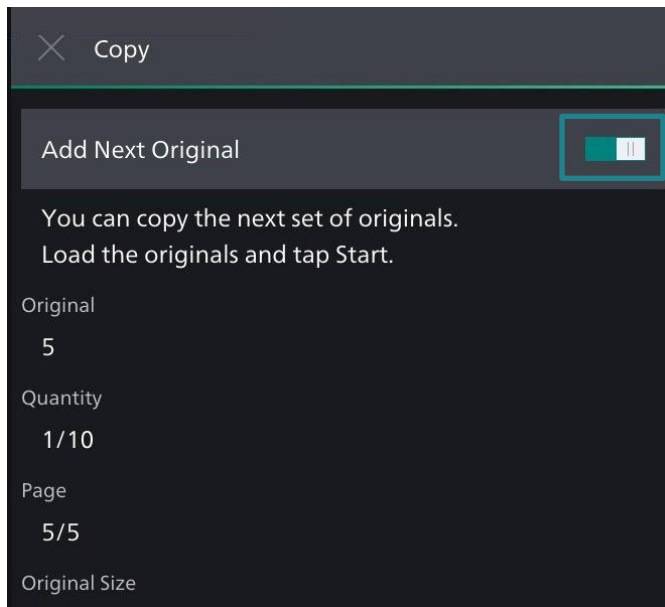 Copy
Add Next Original
You can copy the next set of originals.
Load the originals and tap Start.
Original
5
Quantity
1/10
Page
5/5
Original Size